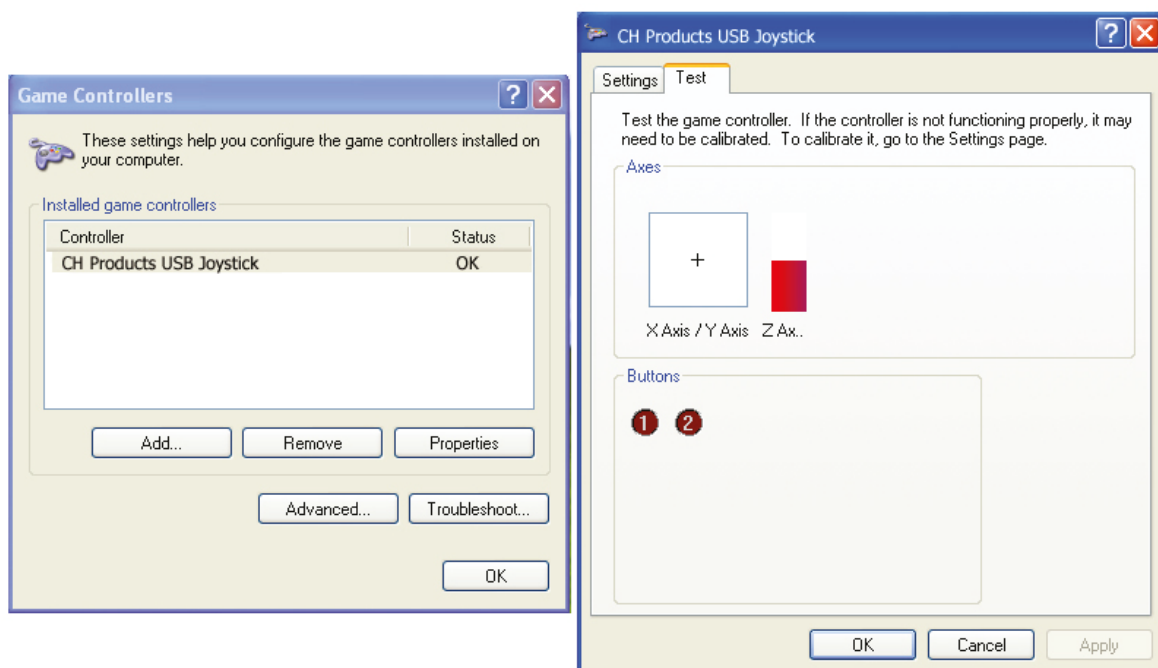 Game Controllers
These settings help you configure the game controllers installed on
your computer.
Installed game controllers
Controller Status
CH Products USB Joystick OK
Add... Remove Properties
Advanced... Troubleshoot...
OK
CH Products USB Joystick
Settings Test
Test the game controller. If the controller is not functioning properly, it may
need to be calibrated. To calibrate it, go to the Settings page.
Axes
X Axis / Y Axis Z Ax..
Buttons
1 2
OK Cancel Apply